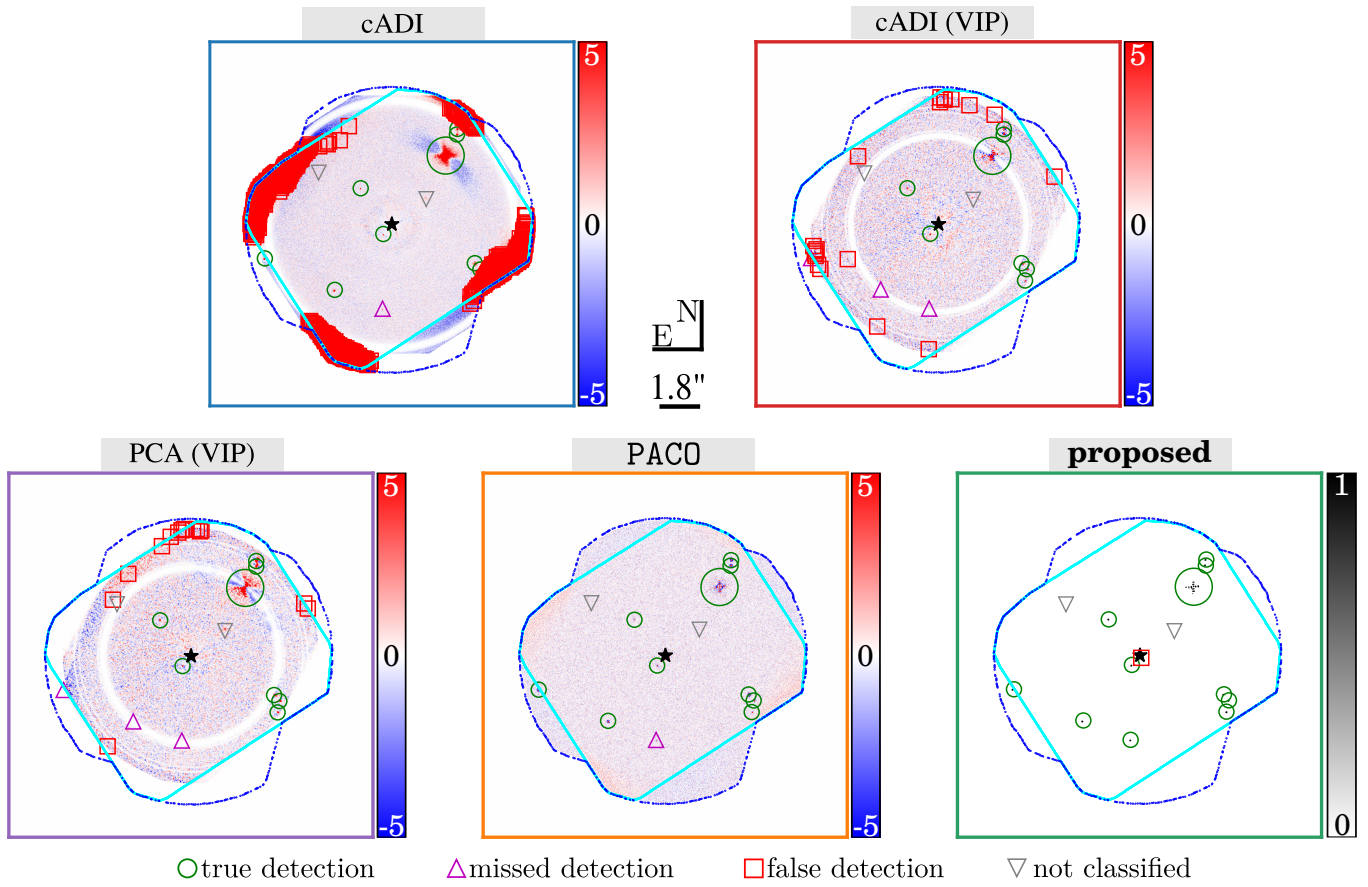 cADI
cADI (VIP)
5
0
-5
5
0
-5
N
E
1.8"
PCA (VIP)
PACO
proposed
5
0
-5
5
0
-5
1
0
true detection
missed detection
false detection
not classified